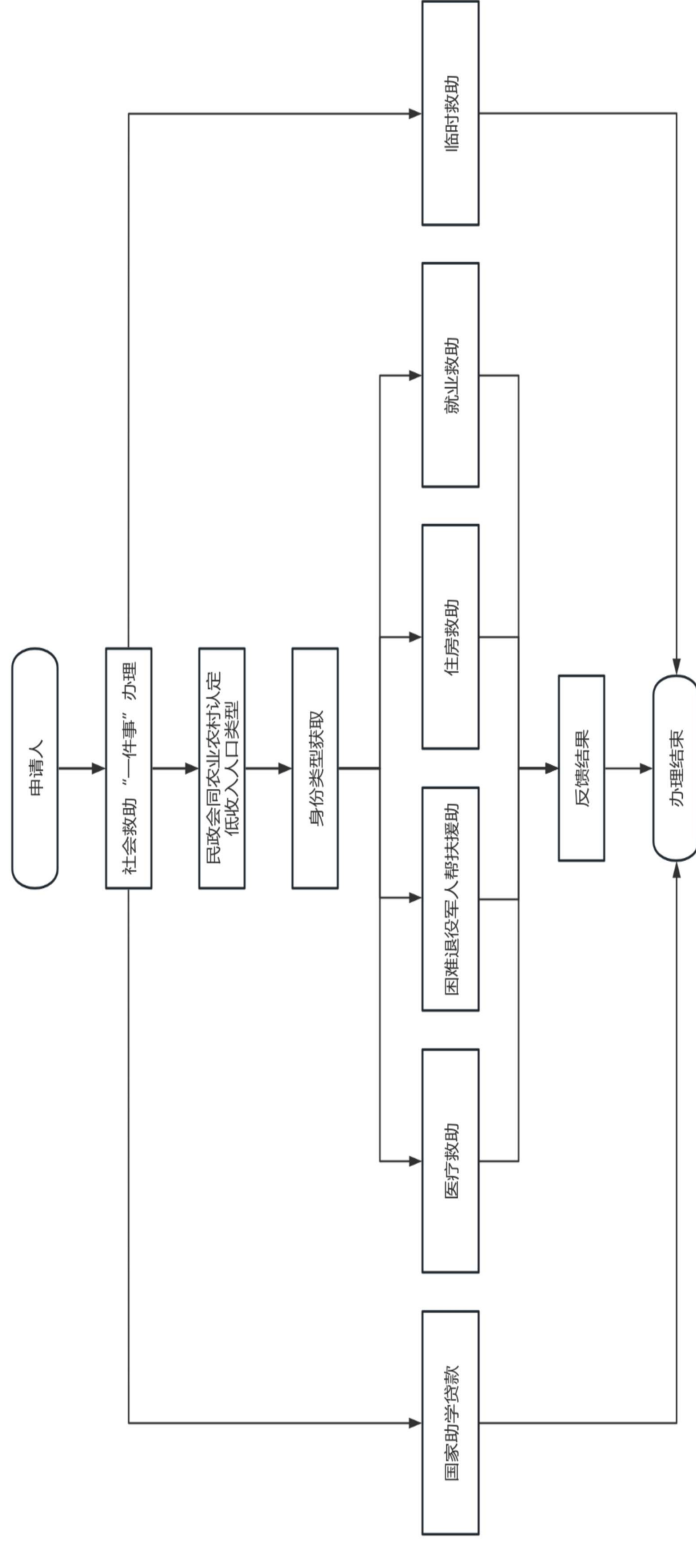 申请人
社会救助“一件事”办理
民政会同农业农村认定
低收入人口类型
身份类型获取
国家助学贷款
医疗救助
困难退役军人帮扶援助
住房救助
就业救助
临时救助
反馈结果
办理结束